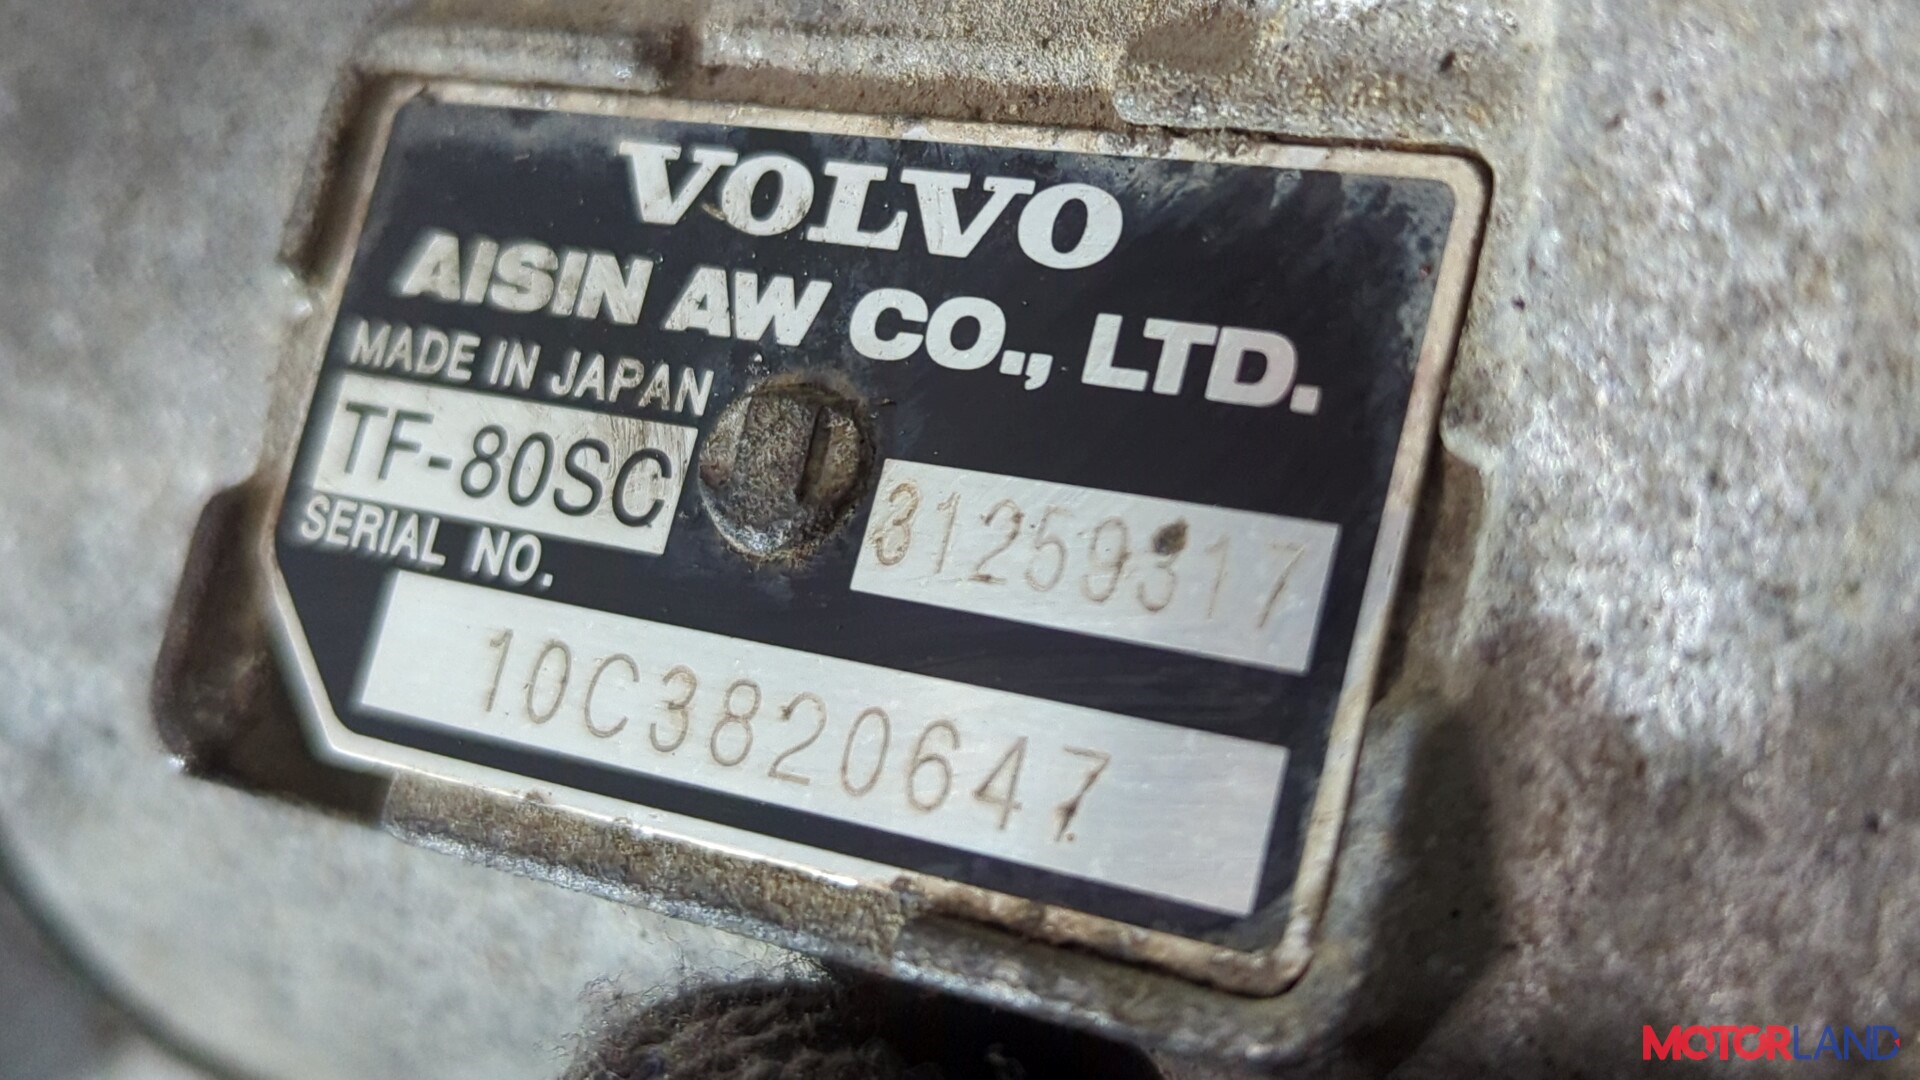 VOLVO
AISIN AW CO., LTD.
MADE IN JAPAN
TF-80SC
31259317
SERIAL NO.
10C3820647
MOTORLAND